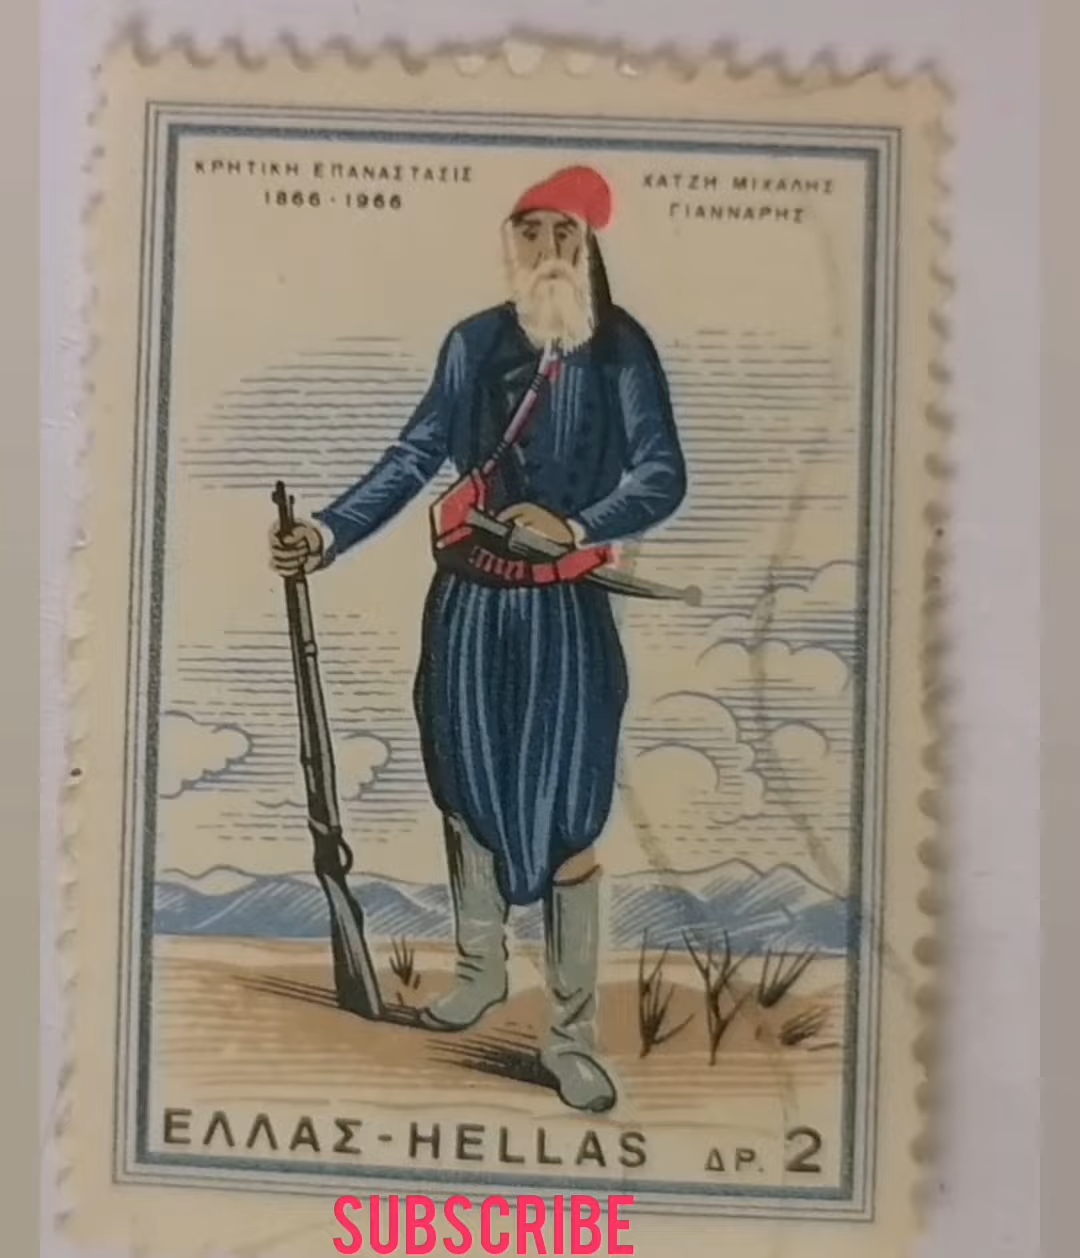 ΚΡΗΤΙΚΗ ΕΠΑΝΑΣΤΑΣΙΣ
1866 · 1966
ΧΑΤΖΗ ΜΙΧΑΛΗΣ
ΓΙΑΝΝΑΡΗΣ
ΕΛΛΑΣ-HELLAS ΔΡ. 2
SUBSCRIBE